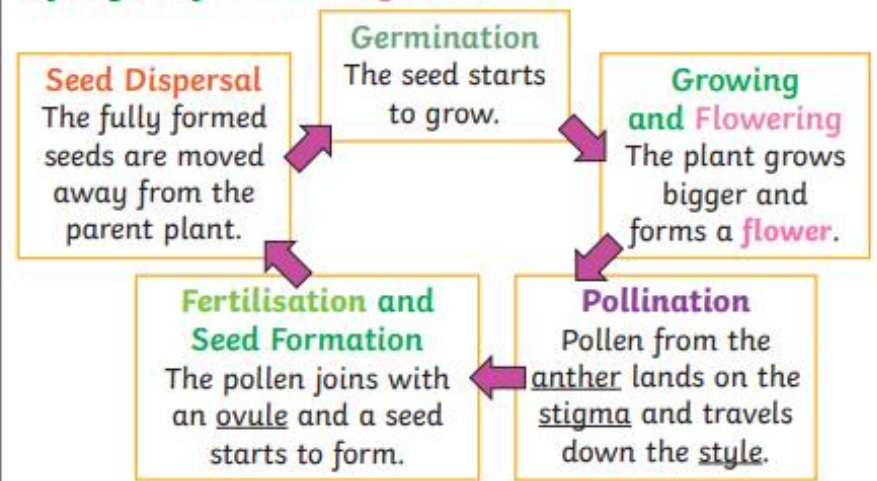 Germination
The seed starts
to grow.
Growing
and Flowering
The plant grows
bigger and
forms a flower.
Pollination
Pollen from the
anther lands on the
stigma and travels
down the style.
Fertilisation and
Seed Formation
The pollen joins with
an ovule and a seed
starts to form.
Seed Dispersal
The fully formed
seeds are moved
away from the
parent plant.